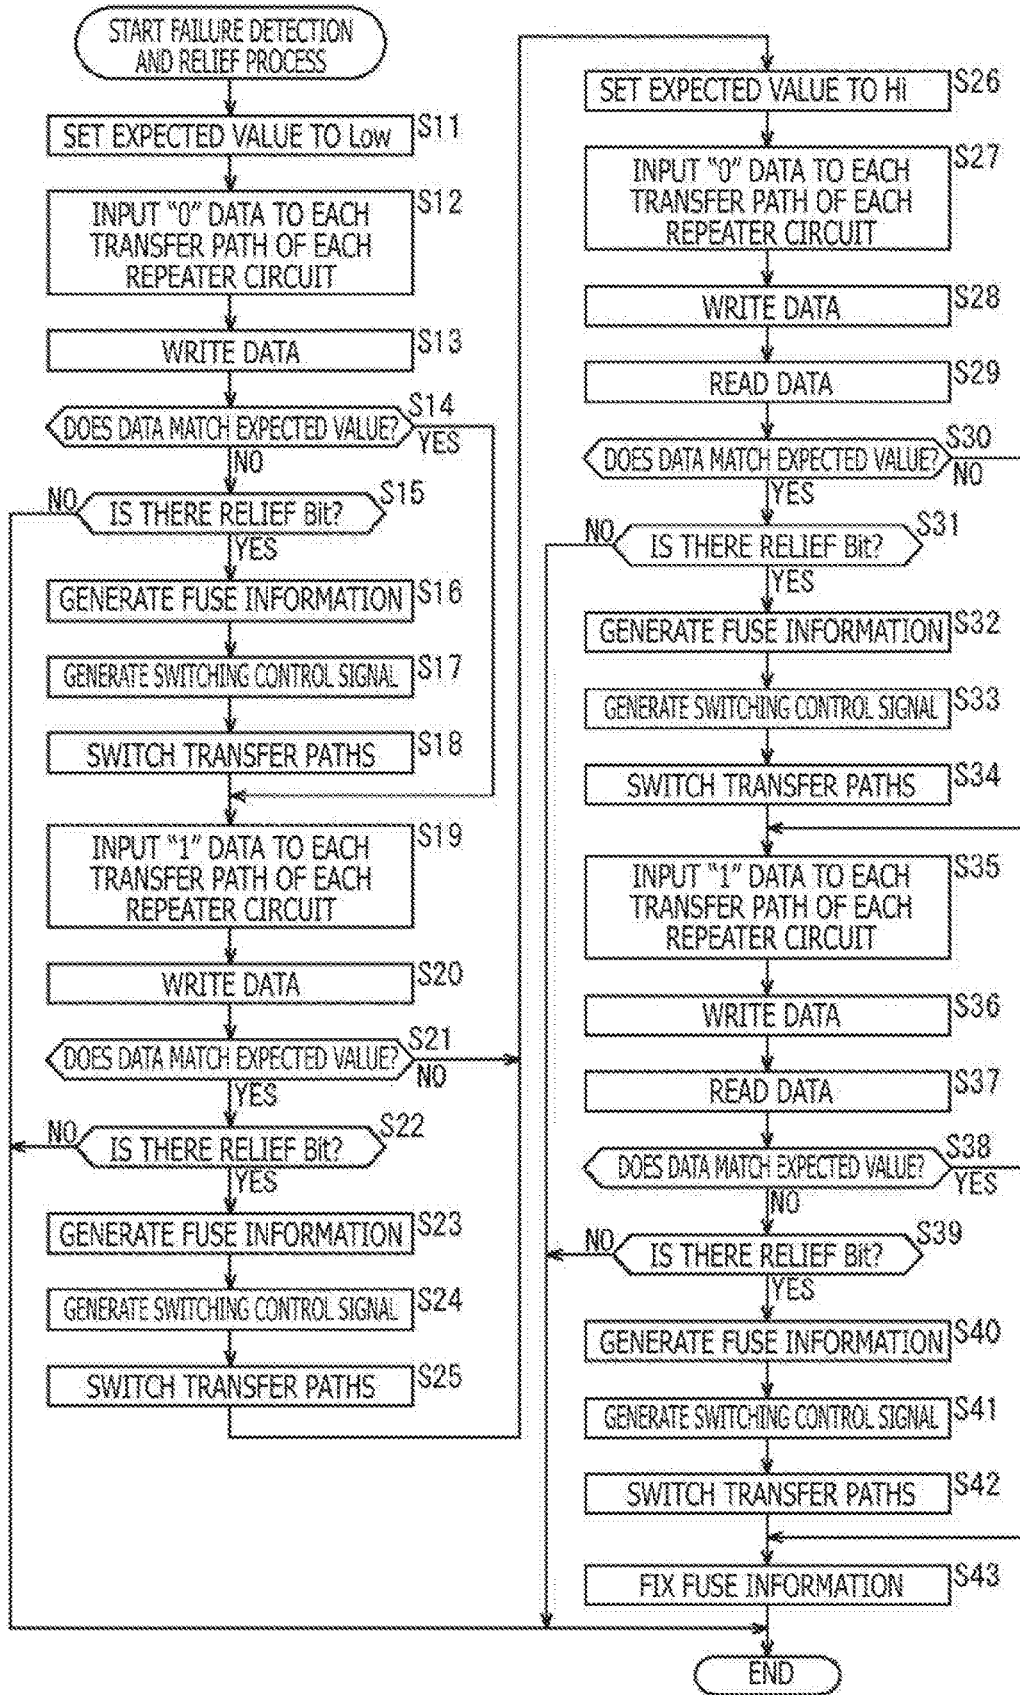 START FAILURE DETECTION
AND RELIEF PROCESS
SET EXPECTED VALUE TO Low
S11
INPUT “0” DATA TO EACH
TRANSFER PATH OF EACH
REPEATER CIRCUIT
S12
WRITE DATA
S13
DOES DATA MATCH EXPECTED VALUE?
S14
YES
NO
IS THERE RELIEF Bit?
S15
NO
YES
GENERATE FUSE INFORMATION
S16
GENERATE SWITCHING CONTROL SIGNAL
S17
SWITCH TRANSFER PATHS
S18
INPUT “1” DATA TO EACH
TRANSFER PATH OF EACH
REPEATER CIRCUIT
S19
WRITE DATA
S20
DOES DATA MATCH EXPECTED VALUE?
S21
NO
YES
IS THERE RELIEF Bit?
S22
NO
YES
GENERATE FUSE INFORMATION
S23
GENERATE SWITCHING CONTROL SIGNAL
S24
SWITCH TRANSFER PATHS
S25
SET EXPECTED VALUE TO Hi
S26
INPUT “0” DATA TO EACH
TRANSFER PATH OF EACH
REPEATER CIRCUIT
S27
WRITE DATA
S28
READ DATA
S29
DOES DATA MATCH EXPECTED VALUE?
S30
NO
YES
IS THERE RELIEF Bit?
S31
NO
YES
GENERATE FUSE INFORMATION
S32
GENERATE SWITCHING CONTROL SIGNAL
S33
SWITCH TRANSFER PATHS
S34
INPUT “1” DATA TO EACH
TRANSFER PATH OF EACH
REPEATER CIRCUIT
S35
WRITE DATA
S36
READ DATA
S37
DOES DATA MATCH EXPECTED VALUE?
S38
YES
NO
IS THERE RELIEF Bit?
S39
NO
YES
GENERATE FUSE INFORMATION
S40
GENERATE SWITCHING CONTROL SIGNAL
S41
SWITCH TRANSFER PATHS
S42
FIX FUSE INFORMATION
S43
END